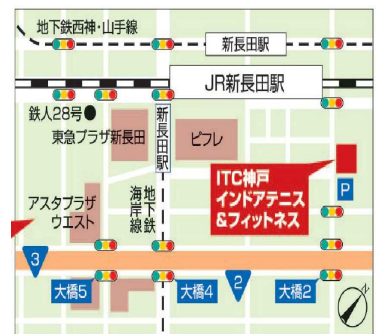 地下鉄西神・山手線
新長田駅
JR新長田駅
鉄人28号●
東急プラザ新長田
新長田駅
ピフレ
ITC神戸
インドアテニス
&フィットネス
P
アスタプラザ
ウエスト
地下鉄
海岸線
3
大橋5
大橋4
2
大橋2
N